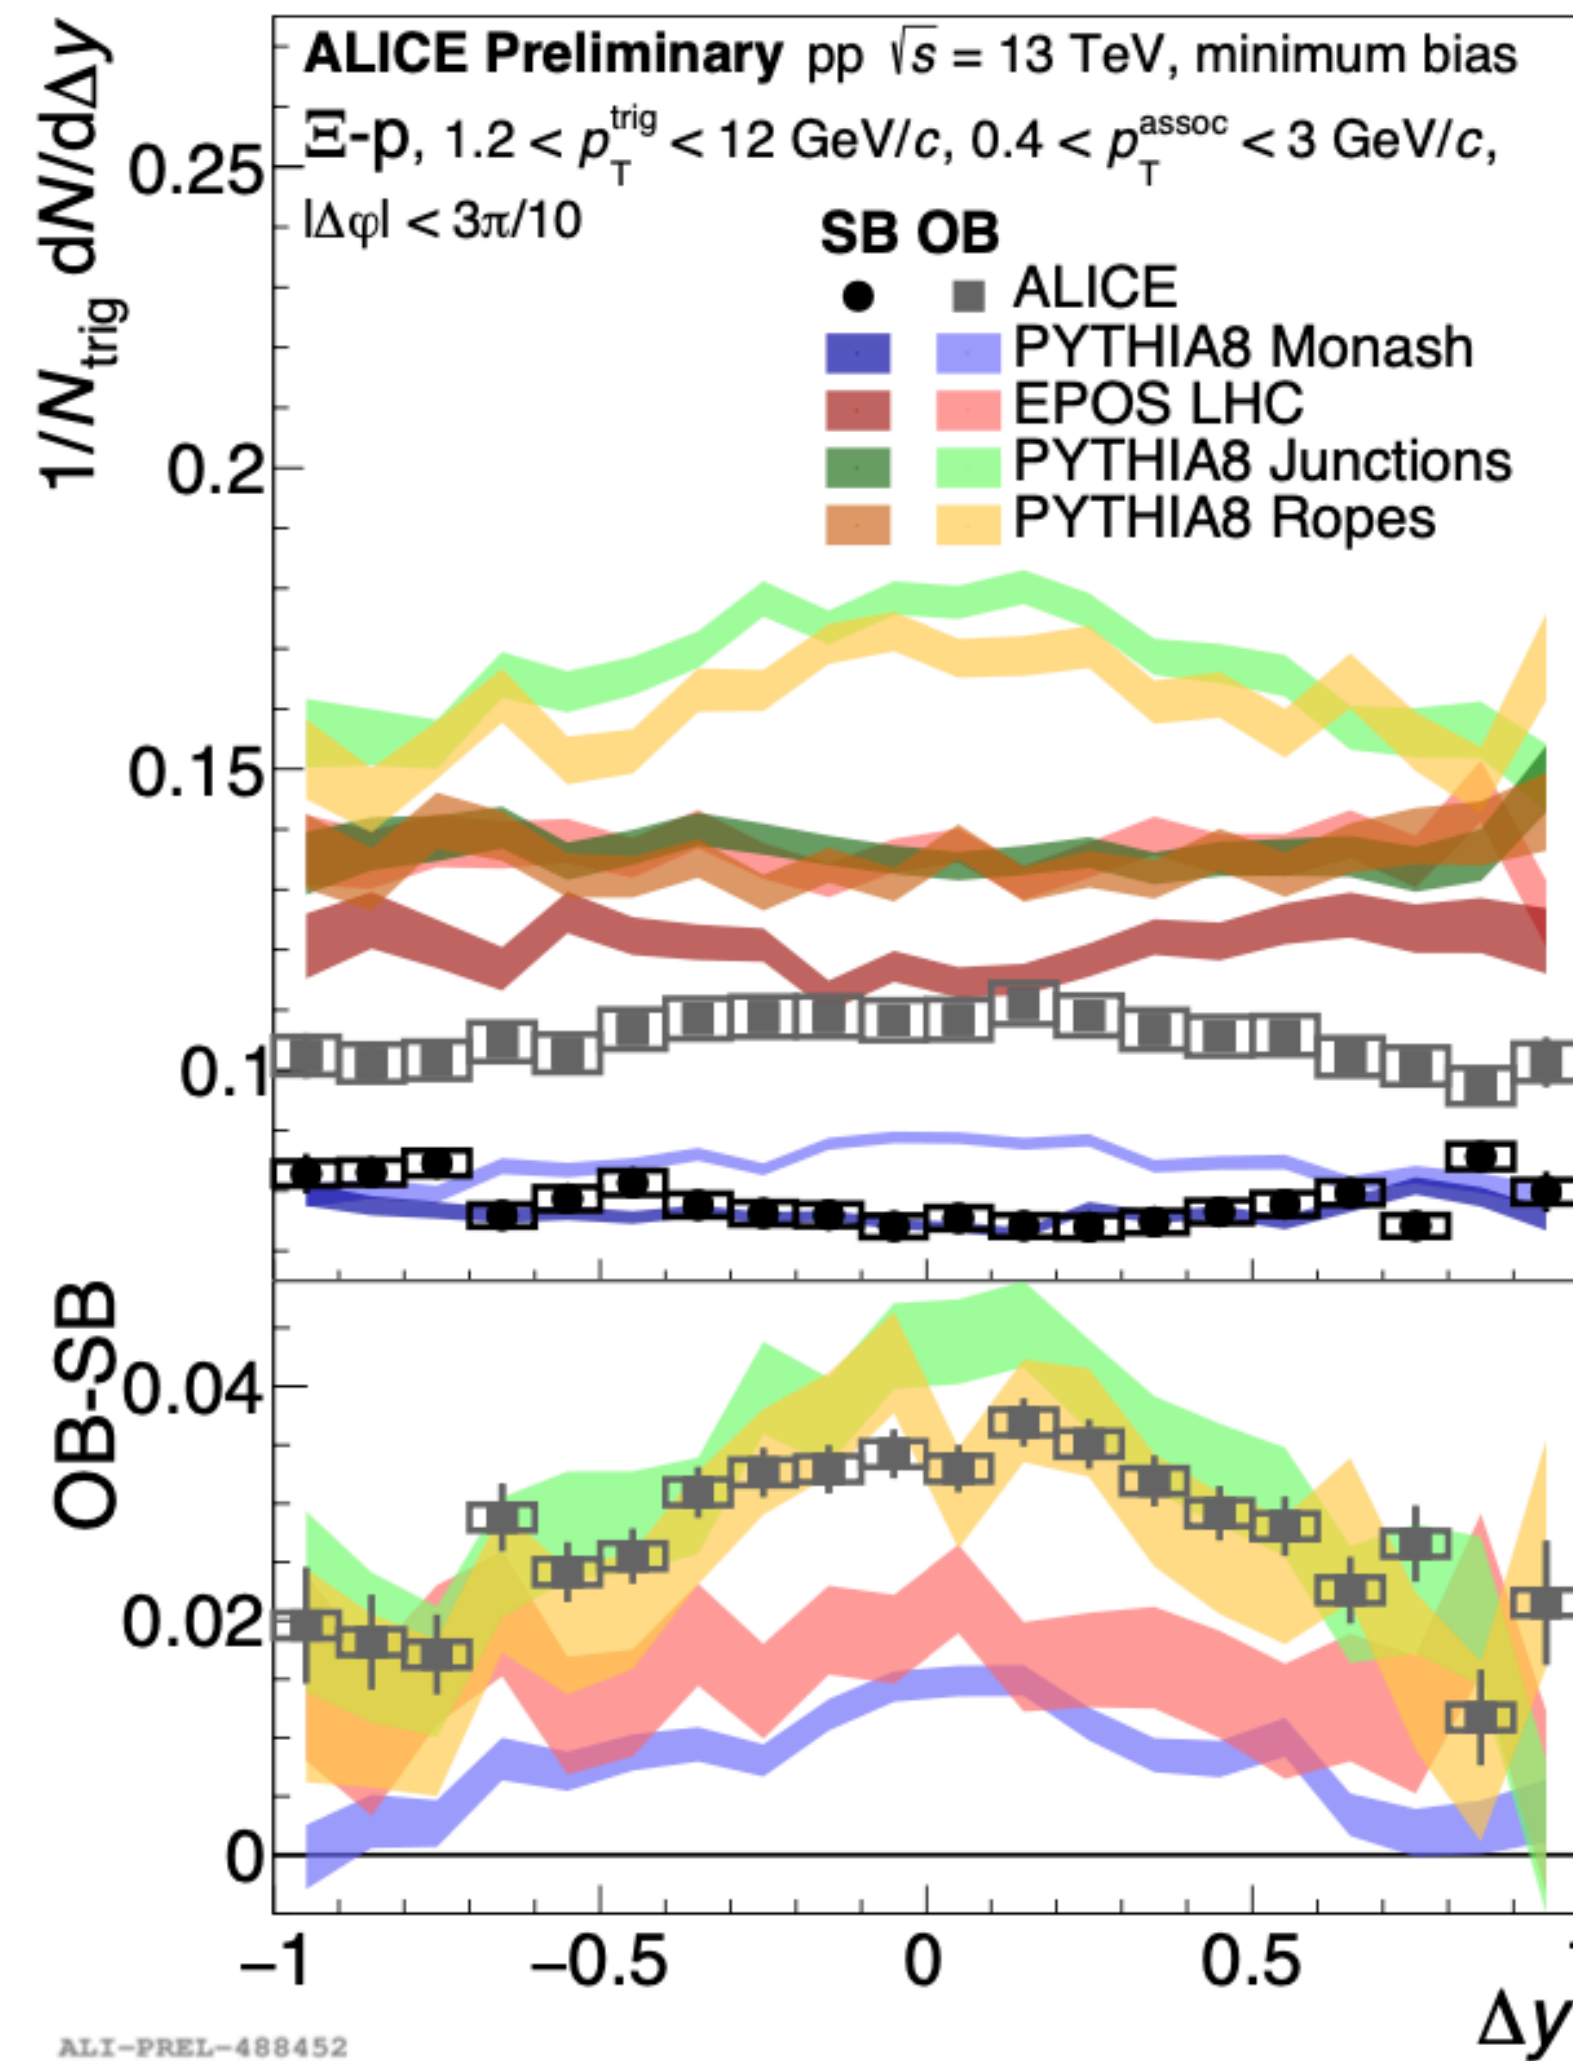 ALICE Preliminary pp √s = 13 TeV, minimum bias
Ξ-p, 1.2 < p_T^trig < 12 GeV/c, 0.4 < p_T^assoc < 3 GeV/c,
|Δφ| < 3π/10
SB OB
ALICE
PYTHIA8 Monash
EPOS LHC
PYTHIA8 Junctions
PYTHIA8 Ropes
1/N_trig dN/dΔy
0.25
0.2
0.15
0.1
OB-SB
0.04
0.02
0
−1 −0.5 0 0.5
Δy
ALI-PREL-488452